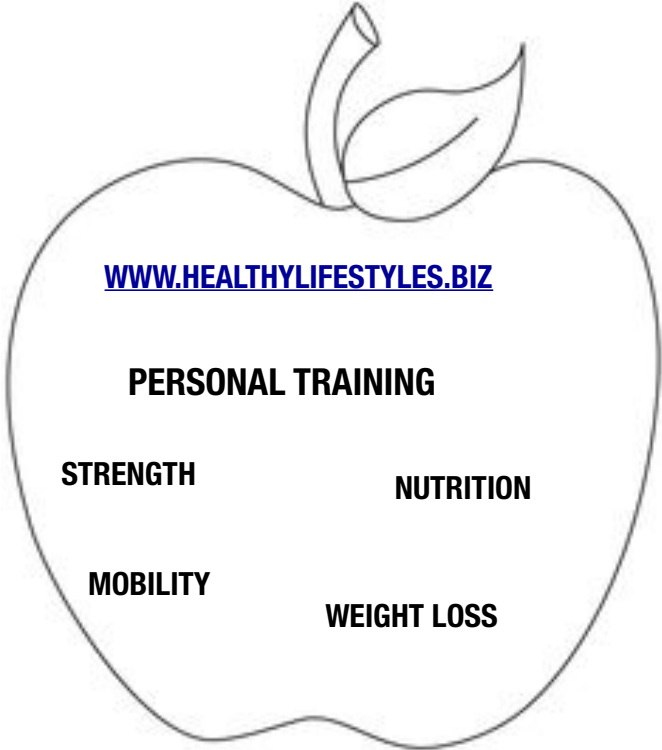 WWW.HEALTHYLIFESTYLES.BIZ
PERSONAL TRAINING
STRENGTH
NUTRITION
MOBILITY
WEIGHT LOSS